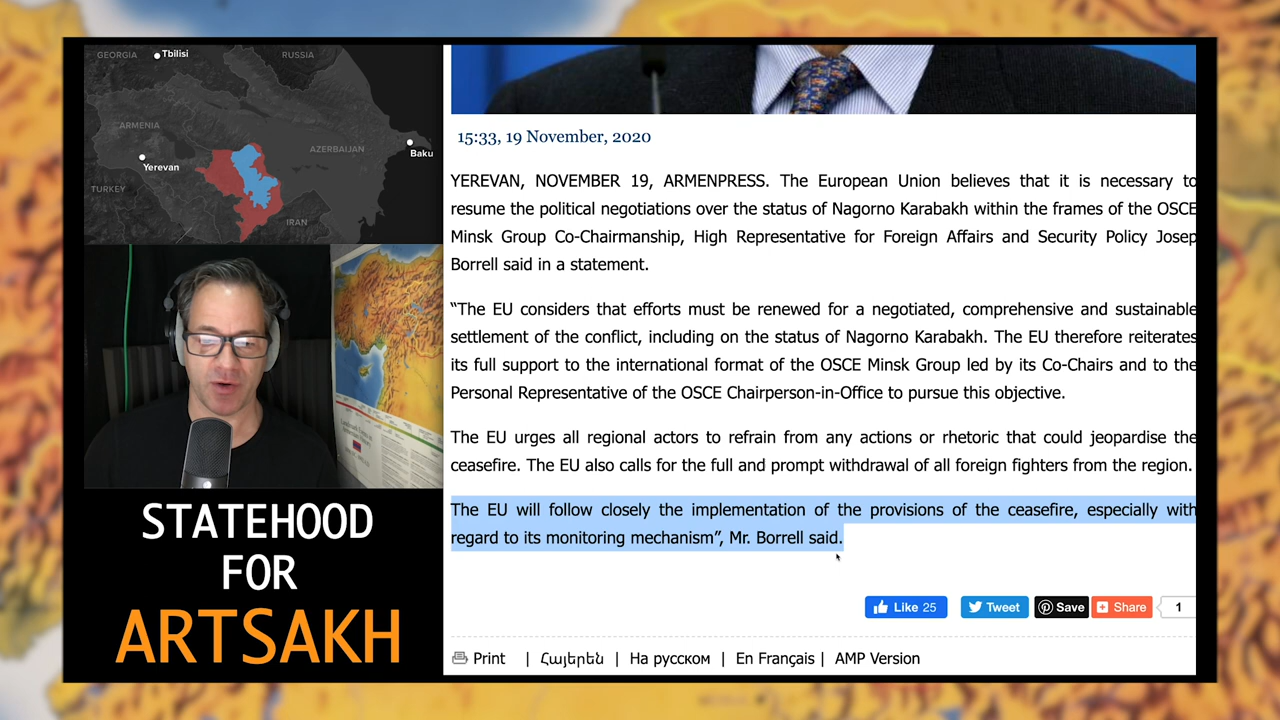 GEORGIA
Tbilisi
RUSSIA
ARMENIA
AZERBAIJAN
Yerevan
Baku
TURKEY
IRAN
STATEHOOD
FOR
ARTSAKH
15:33, 19 November, 2020
YEREVAN, NOVEMBER 19, ARMENPRESS. The European Union believes that it is necessary to
resume the political negotiations over the status of Nagorno Karabakh within the frames of the OSCE
Minsk Group Co-Chairmanship, High Representative for Foreign Affairs and Security Policy Josep
Borrell said in a statement.
“The EU considers that efforts must be renewed for a negotiated, comprehensive and sustainable
settlement of the conflict, including on the status of Nagorno Karabakh. The EU therefore reiterates
its full support to the international format of the OSCE Minsk Group led by its Co-Chairs and to the
Personal Representative of the OSCE Chairperson-in-Office to pursue this objective.
The EU urges all regional actors to refrain from any actions or rhetoric that could jeopardise the
ceasefire. The EU also calls for the full and prompt withdrawal of all foreign fighters from the region.
The EU will follow closely the implementation of the provisions of the ceasefire, especially with
regard to its monitoring mechanism”, Mr. Borrell said.
Like 25 Tweet Save Share 1
Print | Հայերեն | На русском | En Français | AMP Version